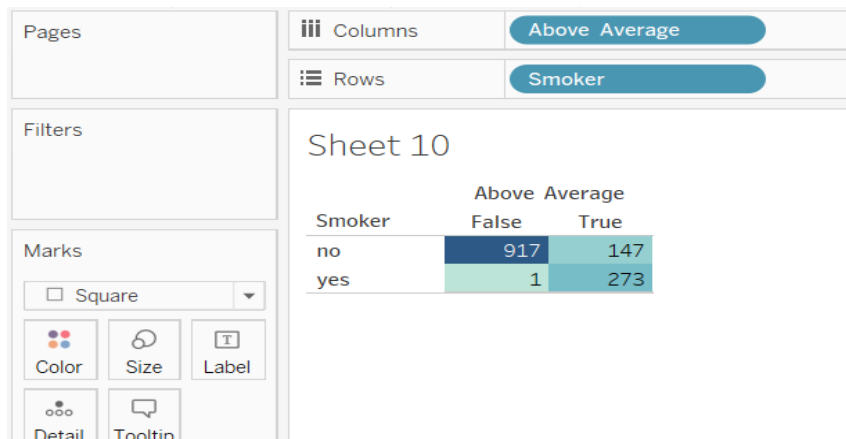 Pages
Columns Above Average
Rows Smoker
Filters
Sheet 10
Above Average
Smoker False True
no 917 147
yes 1 273
Marks
Square
Color Size Label
T
Detail Tooltip